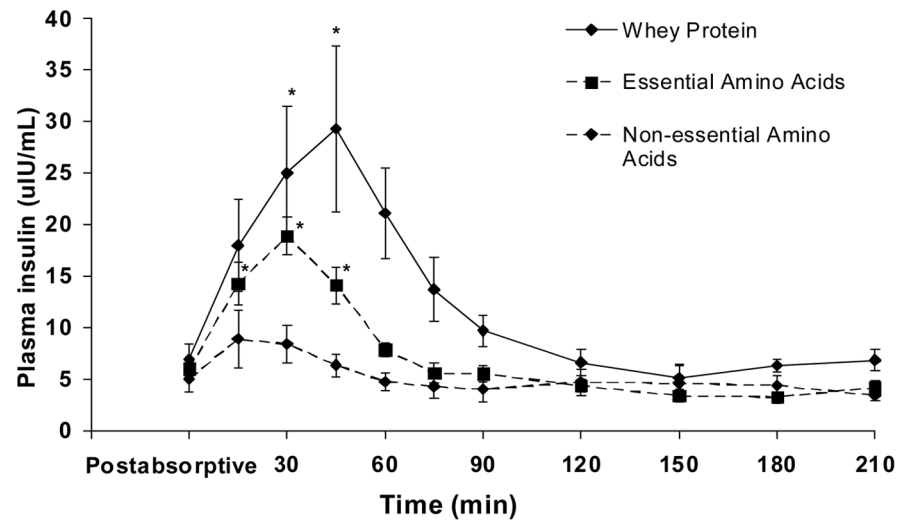 40
35
30
25
20
15
10
5
0
Plasma insulin (uIU/mL)
*
*
*
*
*
Whey Protein
Essential Amino Acids
Non-essential Amino
Acids
Postabsorptive 30 60 90 120 150 180 210
Time (min)